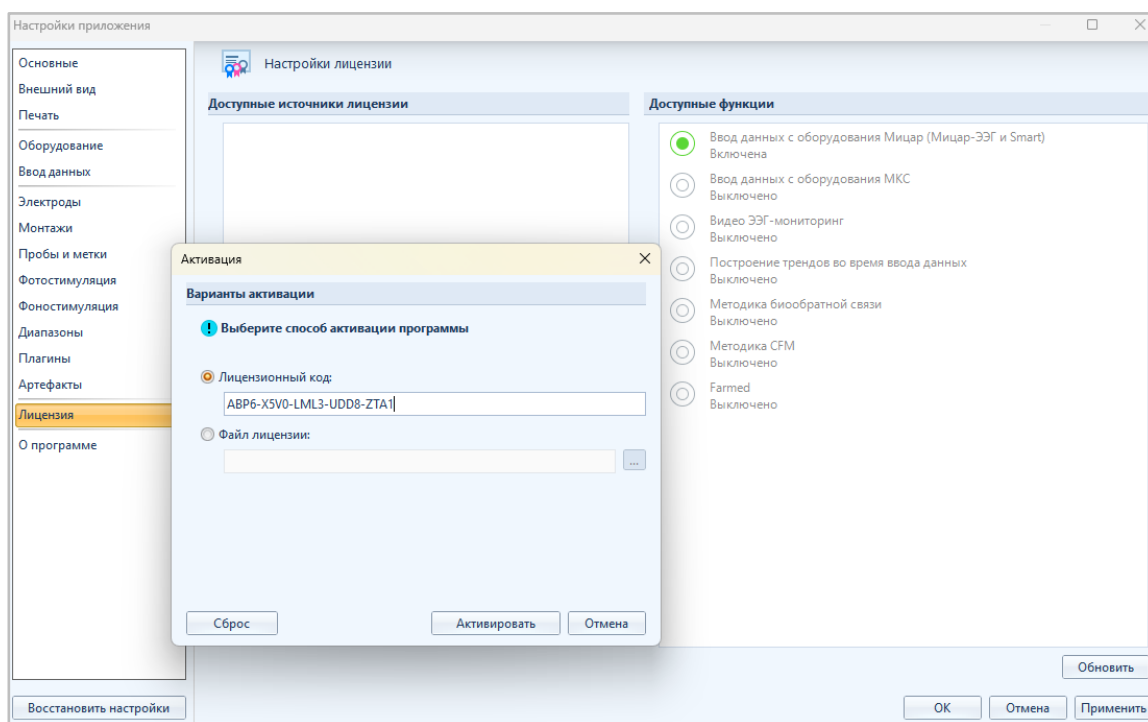 Настройки приложения
Основные
Внешний вид
Печать
Оборудование
Ввод данных
Электроды
Монтажи
Пробы и метки
Фотостимуляция
Фоностимуляция
Диапазоны
Плагины
Артефакты
Лицензия
О программе
Восстановить настройки
Настройки лицензии
Доступные источники лицензии
Доступные функции
Ввод данных с оборудования Мицар (Мицар-ЭЭГ и Smart)
Включена
Ввод данных с оборудования МКС
Выключено
Видео ЭЭГ-мониторинг
Выключено
Построение трендов во время ввода данных
Выключено
Методика биообратной связи
Выключено
Методика CFM
Выключено
Farmed
Выключено
Активация
Варианты активации
Выберите способ активации программы
Лицензионный код:
ABP6-X5V0-LML3-UDD8-ZTA1
Файл лицензии:
...
Сброс
Активировать
Отмена
Обновить
ОК
Отмена
Применить